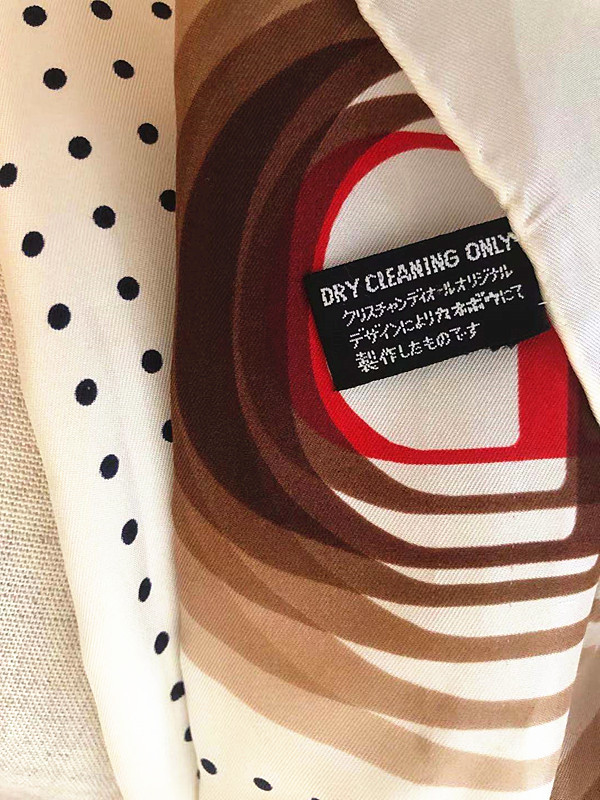 DRY CLEANING ONLY
クリスチャンディオールオリジナル
デザインによりカネボウにて
製作したものです